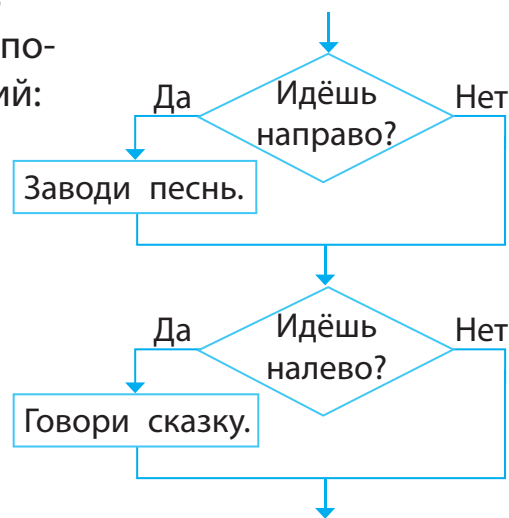 по-
ий:
Да
Идёшь
направо?
Нет
Заводи песнь.
Да
Идёшь
налево?
Нет
Говори сказку.